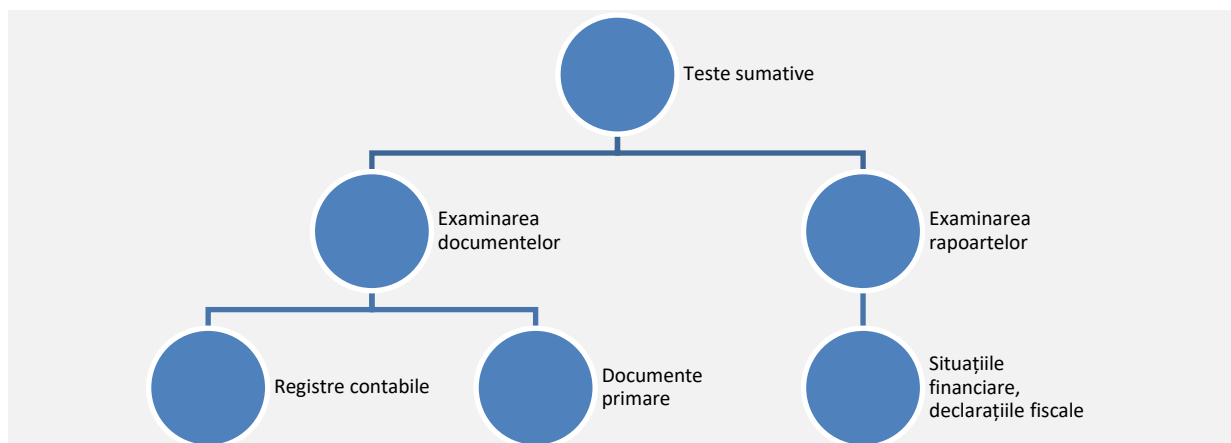 Teste sumative
Examinarea
documentelor
Examinarea
rapoartelor
Registre contabile
Documente
primare
Situațiile
financiare,
declarațiile fiscale